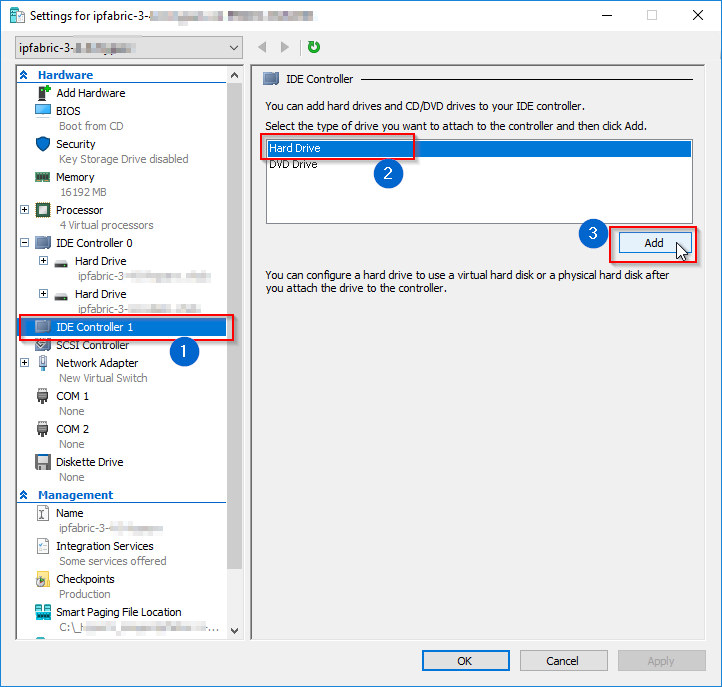 Settings for ipfabric-3-
ipfabric-3-
Hardware
Add Hardware
BIOS
Boot from CD
Security
Key Storage Drive disabled
Memory
16192 MB
Processor
4 Virtual processors
IDE Controller 0
Hard Drive
ipfabric-3-
Hard Drive
ipfabric-3-
IDE Controller 1
1
SCSI Controller
Network Adapter
New Virtual Switch
COM 1
None
COM 2
None
Diskette Drive
None
Management
Name
ipfabric-3-
Integration Services
Some services offered
Checkpoints
Production
Smart Paging File Location
C:\
IDE Controller
You can add hard drives and CD/DVD drives to your IDE controller.
Select the type of drive you want to attach to the controller and then click Add.
Hard Drive
DVD Drive
2
3
Add
You can configure a hard drive to use a virtual hard disk or a physical hard disk after
you attach the drive to the controller.
OK
Cancel
Apply